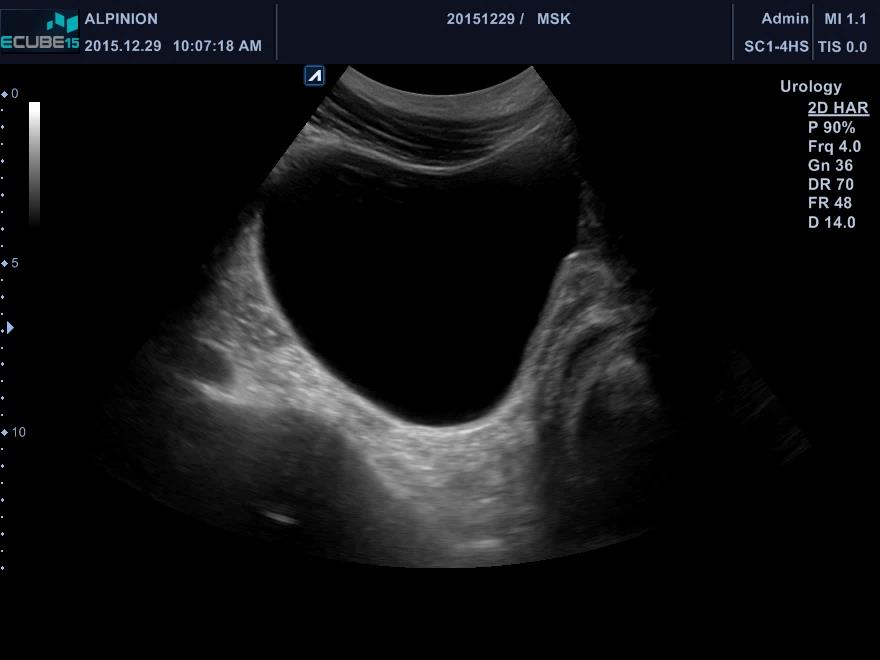 ECUBE15
ALPINION
2015.12.29 10:07:18 AM
20151229 / MSK
Admin
MI 1.1
SC1-4HS
TIS 0.0
Urology
2D HAR
P 90%
Frq 4.0
Gn 36
DR 70
FR 48
D 14.0
0
5
10